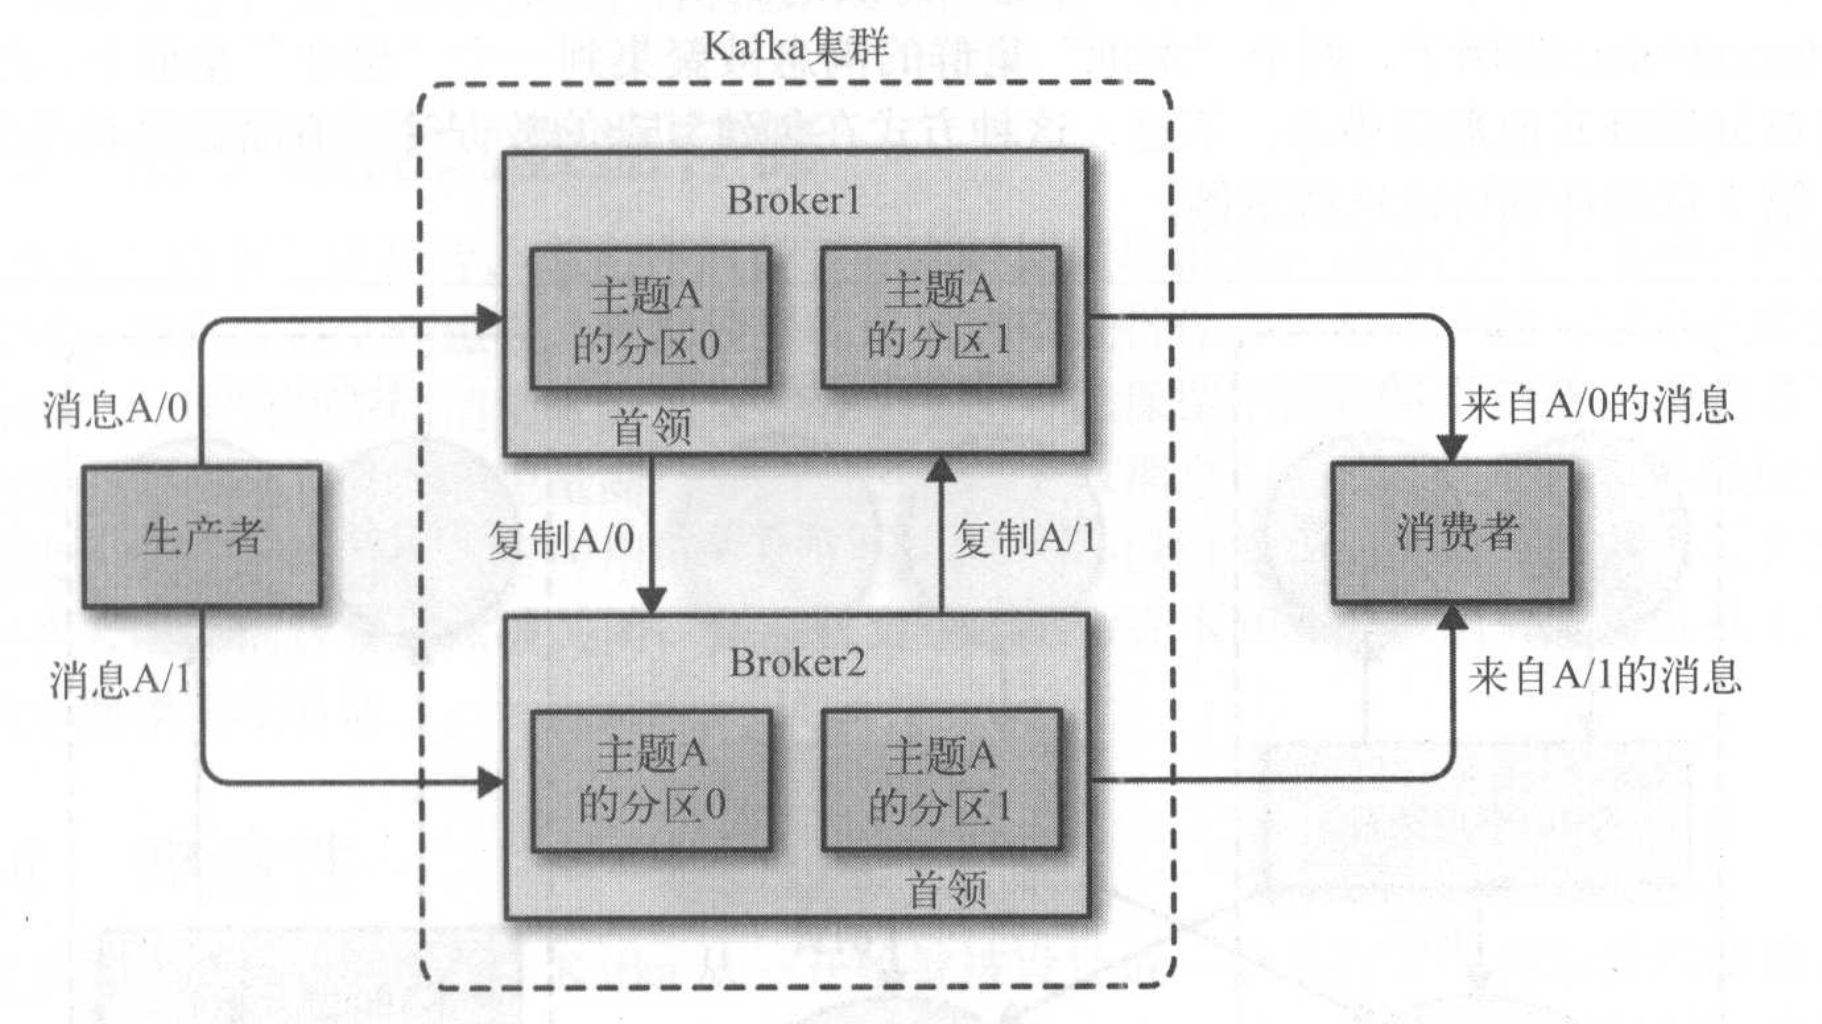 Kafka集群
Broker1
主题A
的分区0
主题A
的分区1
首领
消息A/0
来自A/0的消息
生产者
复制A/0
复制A/1
消费者
消息A/1
来自A/1的消息
Broker2
主题A
的分区0
主题A
的分区1
首领